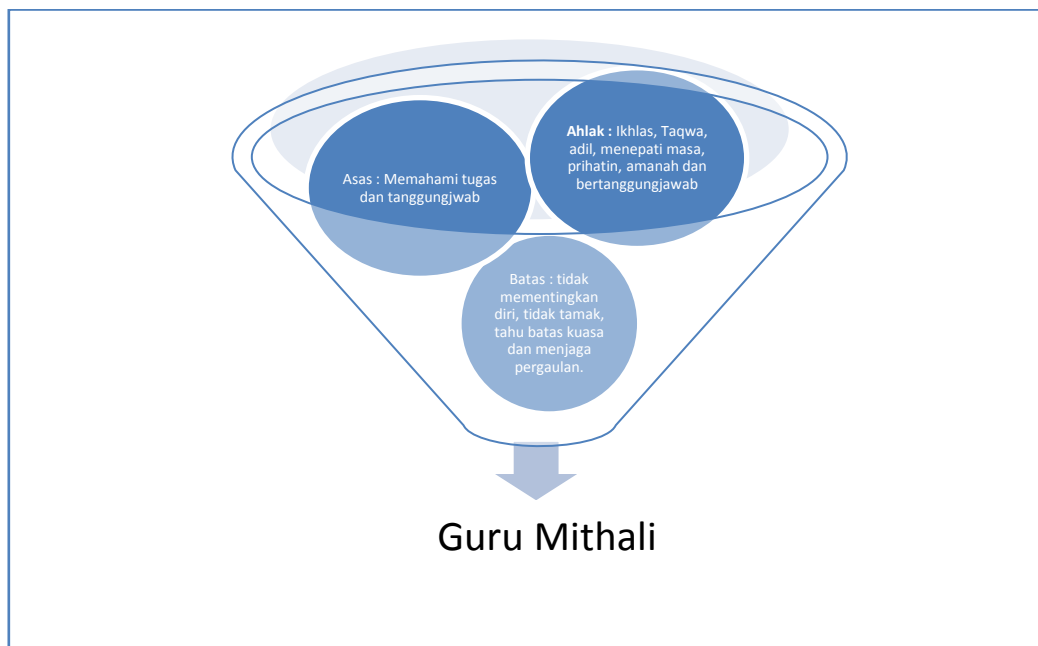 Asas : Memahami tugas
dan tanggungjwab
Ahlak : Ikhlas, Taqwa,
adil, menepati masa,
prihatin, amanah dan
bertanggungjawab
Batas : tidak
mementingkan
diri, tidak tamak,
tahu batas kuasa
dan menjaga
pergaulan.
Guru Mithali